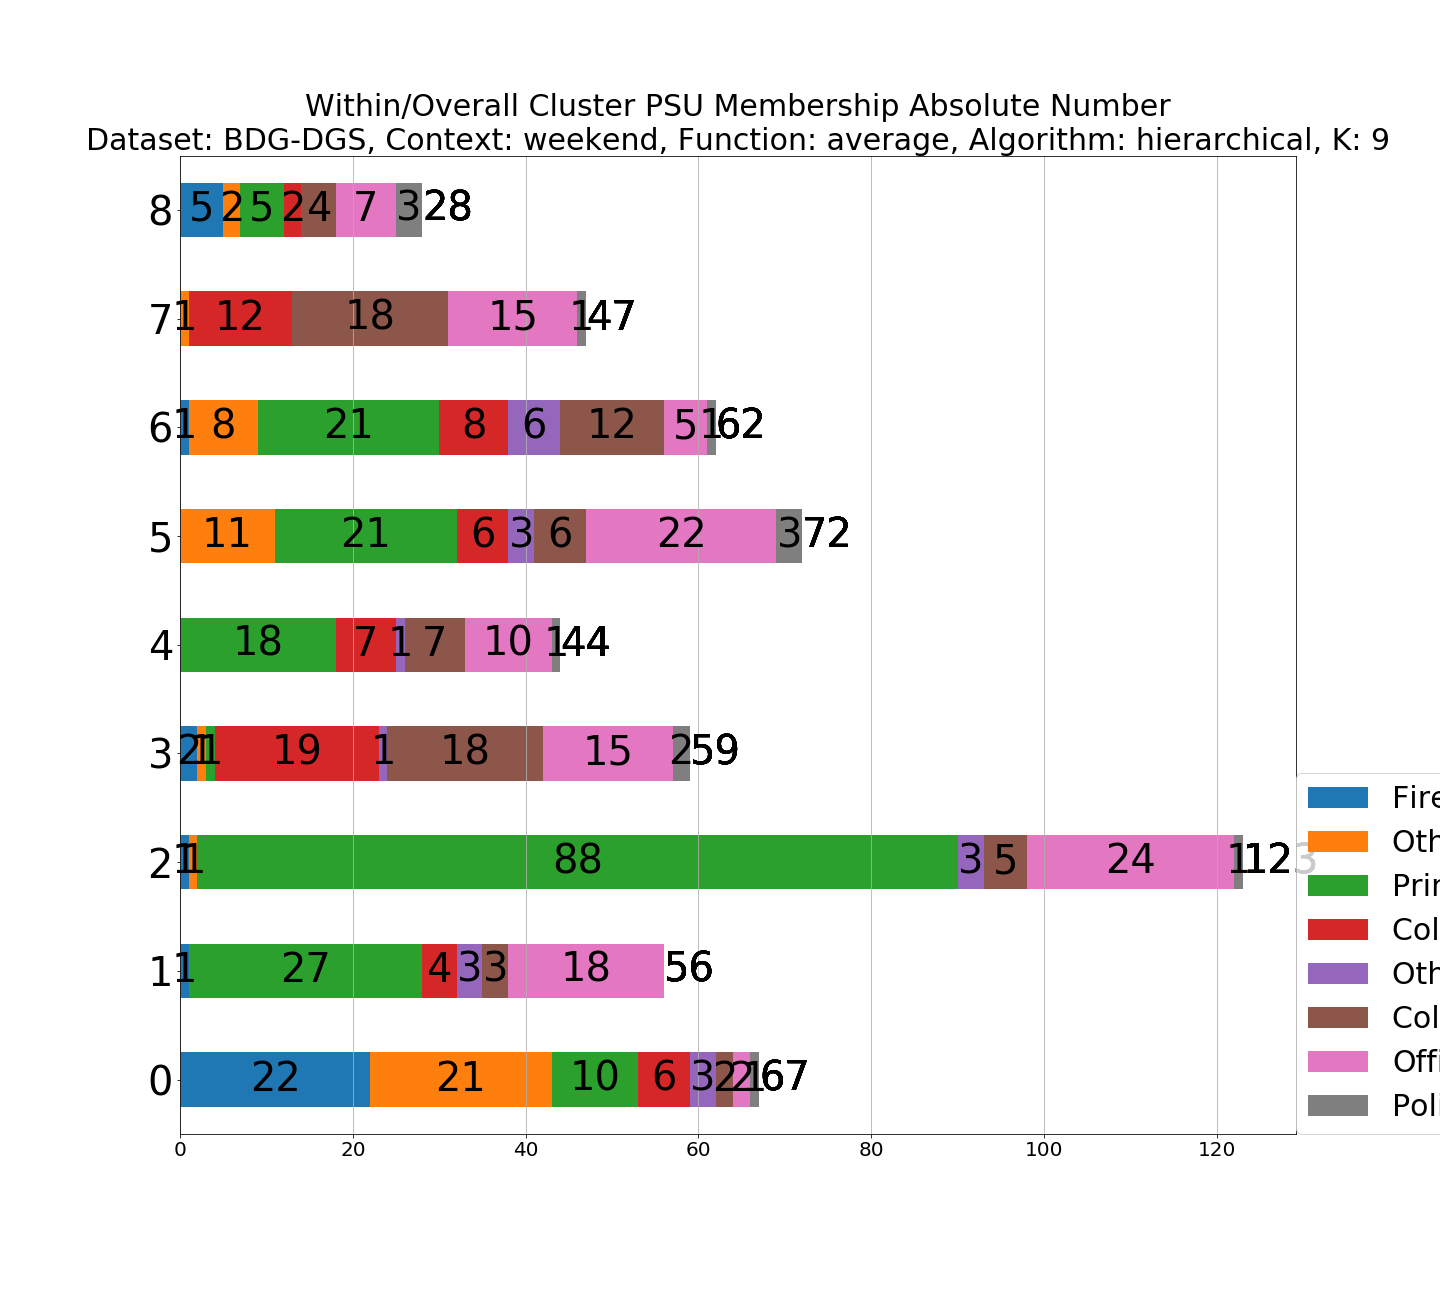 Within/Overall Cluster PSU Membership Absolute Number
Dataset: BDG-DGS, Context: weekend, Function: average, Algorithm: hierarchical, K: 9
8 5 2 5 2 4 7 3 28
7 1 12 18 15 1 47
6 1 8 21 8 6 12 5 1 62
5 11 21 6 3 6 22 3 72
4 18 7 1 7 10 1 44
3 2 1 1 19 1 18 15 2 59
2 1 1 88 3 5 24 1 123
1 1 27 4 3 3 18 56
0 22 21 10 6 3 2 2 1 67
0 20 40 60 80 100 120
Fire
Oth
Prin
Col
Oth
Col
Offi
Poli